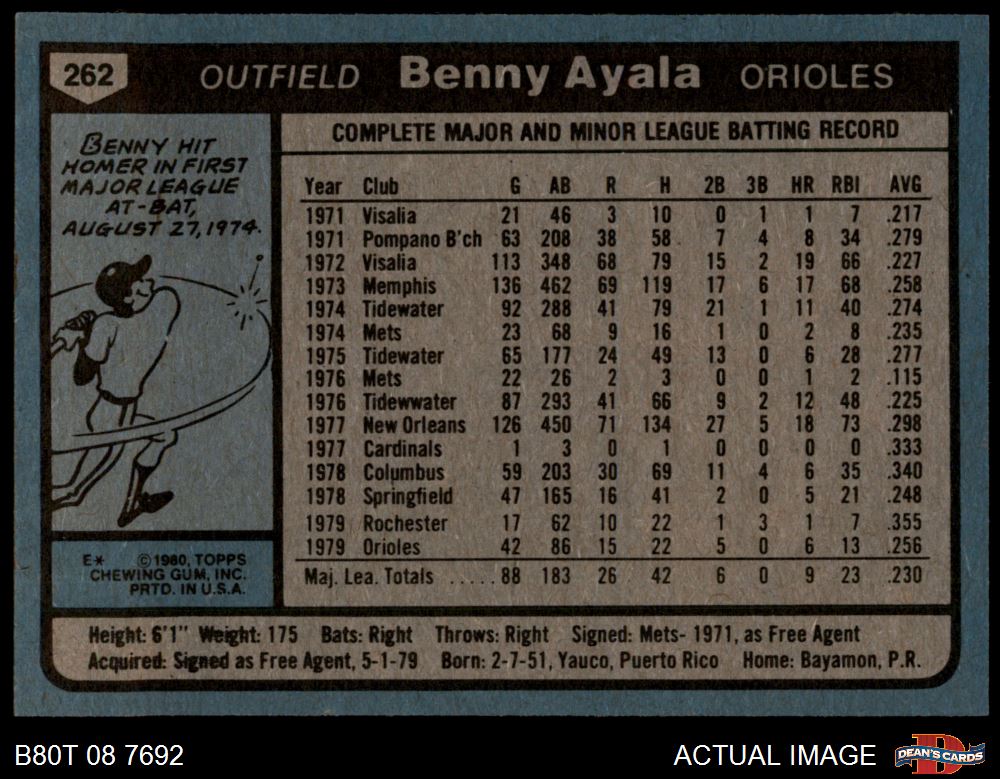 262 OUTFIELD Benny Ayala ORIOLES
BENNY HIT
HOMER IN FIRST
MAJOR LEAGUE
AT-BAT,
AUGUST 27, 1974.
E* ©1980, TOPPS
CHEWING GUM, INC.
PRTD. IN U.S.A.
COMPLETE MAJOR AND MINOR LEAGUE BATTING RECORD
Year Club G AB R H 2B 3B HR RBI AVG
1971 Visalia 21 46 3 10 0 1 1 7 .217
1971 Pompano B'ch 63 208 38 58 7 4 8 34 .279
1972 Visalia 113 348 68 79 15 2 19 66 .227
1973 Memphis 136 462 69 119 17 6 17 68 .258
1974 Tidewater 92 288 41 79 21 1 11 40 .274
1974 Mets 23 68 9 16 1 0 2 8 .235
1975 Tidewater 65 177 24 49 13 0 6 28 .277
1976 Mets 22 26 2 3 0 0 1 2 .115
1976 Tidewwater 87 293 41 66 9 2 12 48 .225
1977 New Orleans 126 450 71 134 27 5 18 73 .298
1977 Cardinals 1 3 0 1 0 0 0 0 .333
1978 Columbus 59 203 30 69 11 4 6 35 .340
1978 Springfield 47 165 16 41 2 0 5 21 .248
1979 Rochester 17 62 10 22 1 3 1 7 .355
1979 Orioles 42 86 15 22 5 0 6 13 .256
Maj. Lea. Totals ..... 88 183 26 42 6 0 9 23 .230
Height: 6'1" Weight: 175 Bats: Right Throws: Right Signed: Mets- 1971, as Free Agent
Acquired: Signed as Free Agent, 5-1-79 Born: 2-7-51, Yauco, Puerto Rico Home: Bayamon, P.R.
B80T 08 7692 ACTUAL IMAGE DEAN'S CARDS